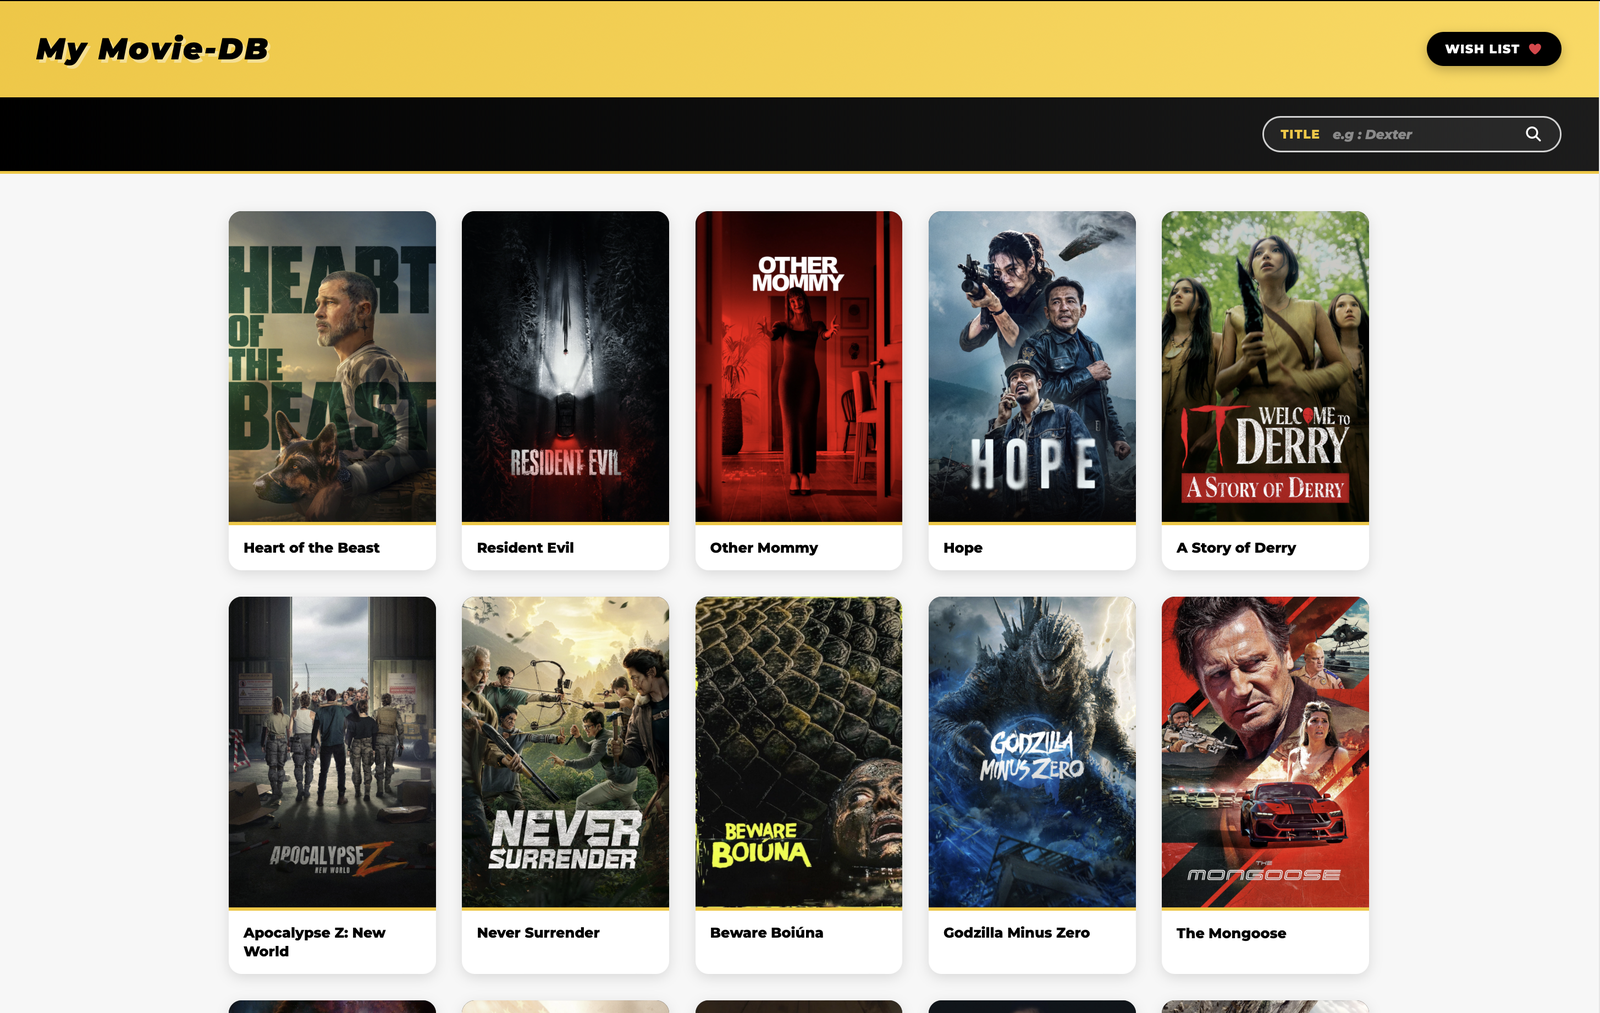 My Movie-DB
WISH LIST
TITLE e.g : Dexter
HEART
OF
THE
BEAST
RESIDENT EVIL
OTHER
MOMMY
HOPE
IT WELCOME TO
DERRY
A STORY OF DERRY
Heart of the Beast
Resident Evil
Other Mommy
Hope
A Story of Derry
APOCALYPSE Z
NEW WORLD
NEVER
SURRENDER
BEWARE
BOIÚNA
GODZILLA
MINUS ZERO
THE
MONGOOSE
Apocalypse Z: New
World
Never Surrender
Beware Boiúna
Godzilla Minus Zero
The Mongoose